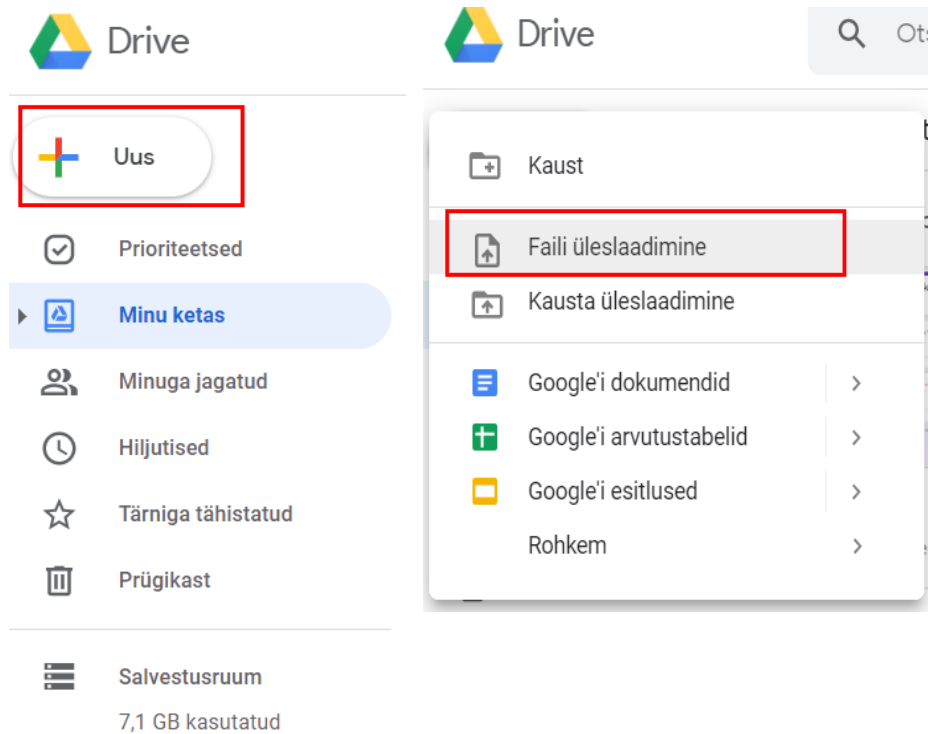 Drive
Uus
Prioriteetsed
Minu ketas
Minuga jagatud
Hiljutised
Tärniga tähistatud
Prügikast
Salvestusruum
7,1 GB kasutatud
Drive
Kaust
Faili üleslaadimine
Kausta üleslaadimine
Google'i dokumendid
Google'i arvutustabelid
Google'i esitlused
Rohkem